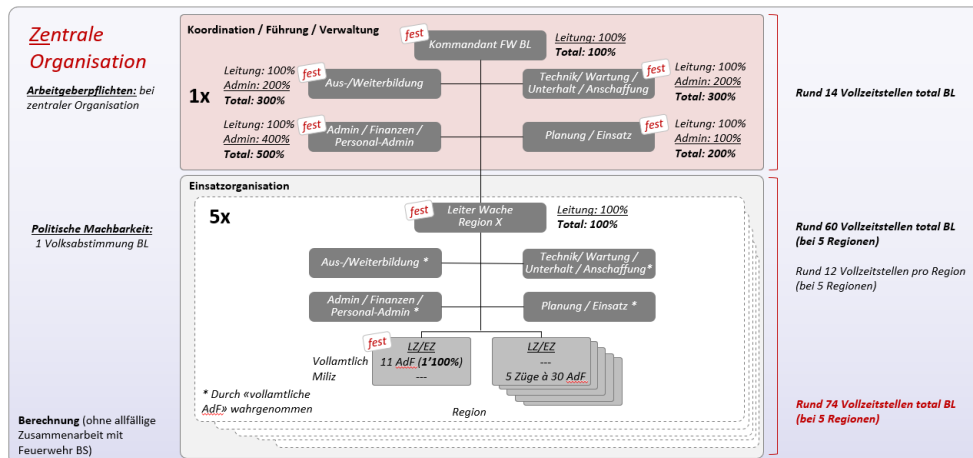 Zentrale
Organisation
Arbeitgeberpflichten: bei
zentraler Organisation
Politische Machbarkeit:
1 Volksabstimmung BL
Berechnung (ohne allfällige
Zusammenarbeit mit
Feuerwehr BS)
Koordination / Führung / Verwaltung
1x
fest
Kommandant FW BL
Leitung: 100%
Total: 100%
Leitung: 100%
Admin: 200%
Total: 300%
fest
Aus-/Weiterbildung
Technik/ Wartung /
Unterhalt / Anschaffung
fest
Leitung: 100%
Admin: 200%
Total: 300%
Leitung: 100%
Admin: 400%
Total: 500%
fest
Admin / Finanzen /
Personal-Admin
Planung / Einsatz
fest
Leitung: 100%
Admin: 100%
Total: 200%
Einsatzorganisation
5x
fest
Leiter Wache
Region X
Leitung: 100%
Total: 100%
Aus-/Weiterbildung *
Technik/ Wartung /
Unterhalt / Anschaffung*
Admin / Finanzen /
Personal-Admin *
Planung / Einsatz *
fest
Vollamtlich
Miliz
LZ/EZ
11 AdF (1'100%)
---
LZ/EZ
---
5 Züge à 30 AdF
* Durch «vollamtliche
AdF» wahrgenommen
Region
Rund 14 Vollzeitstellen total BL
Rund 60 Vollzeitstellen total BL
(bei 5 Regionen)
Rund 12 Vollzeitstellen pro Region
(bei 5 Regionen)
Rund 74 Vollzeitstellen total BL
(bei 5 Regionen)